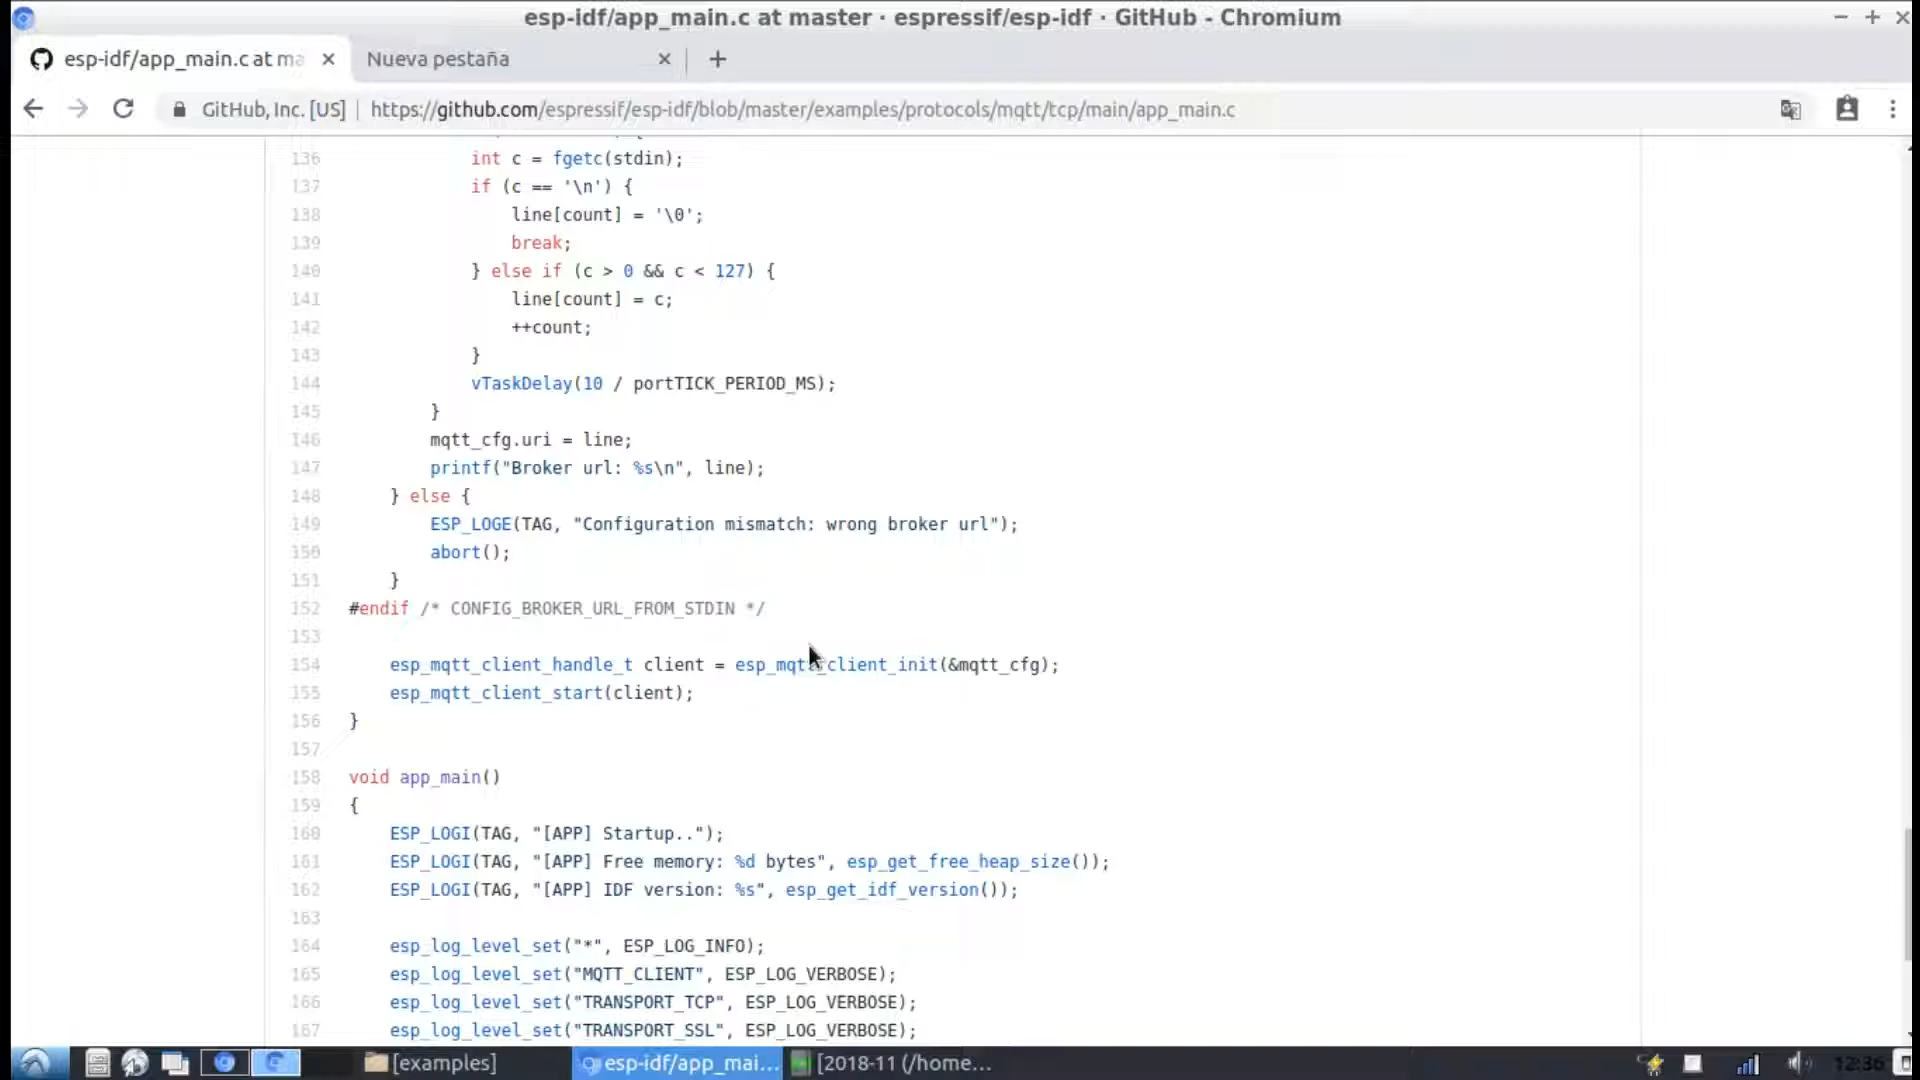 esp-idf/app_main.c at master · espressif/esp-idf · GitHub - Chromium
esp-idf/app_main.c at ma
Nueva pestaña
GitHub, Inc. [US] | https://github.com/espressif/esp-idf/blob/master/examples/protocols/mqtt/tcp/main/app_main.c
136 int c = fgetc(stdin);
137 if (c == '\n') {
138 line[count] = '\0';
139 break;
140 } else if (c > 0 && c < 127) {
141 line[count] = c;
142 ++count;
143 }
144 vTaskDelay(10 / portTICK_PERIOD_MS);
145 }
146 mqtt_cfg.uri = line;
147 printf("Broker url: %s\n", line);
148 } else {
149 ESP_LOGE(TAG, "Configuration mismatch: wrong broker url");
150 abort();
151 }
152 #endif /* CONFIG_BROKER_URL_FROM_STDIN */
153
154 esp_mqtt_client_handle_t client = esp_mqtt_client_init(&mqtt_cfg);
155 esp_mqtt_client_start(client);
156 }
157
158 void app_main()
159 {
160 ESP_LOGI(TAG, "[APP] Startup..");
161 ESP_LOGI(TAG, "[APP] Free memory: %d bytes", esp_get_free_heap_size());
162 ESP_LOGI(TAG, "[APP] IDF version: %s", esp_get_idf_version());
163
164 esp_log_level_set("*", ESP_LOG_INFO);
165 esp_log_level_set("MQTT_CLIENT", ESP_LOG_VERBOSE);
166 esp_log_level_set("TRANSPORT_TCP", ESP_LOG_VERBOSE);
167 esp_log_level_set("TRANSPORT_SSL", ESP_LOG_VERBOSE);
[examples]
esp-idf/app_mai...
[2018-11 (/home...
12:36